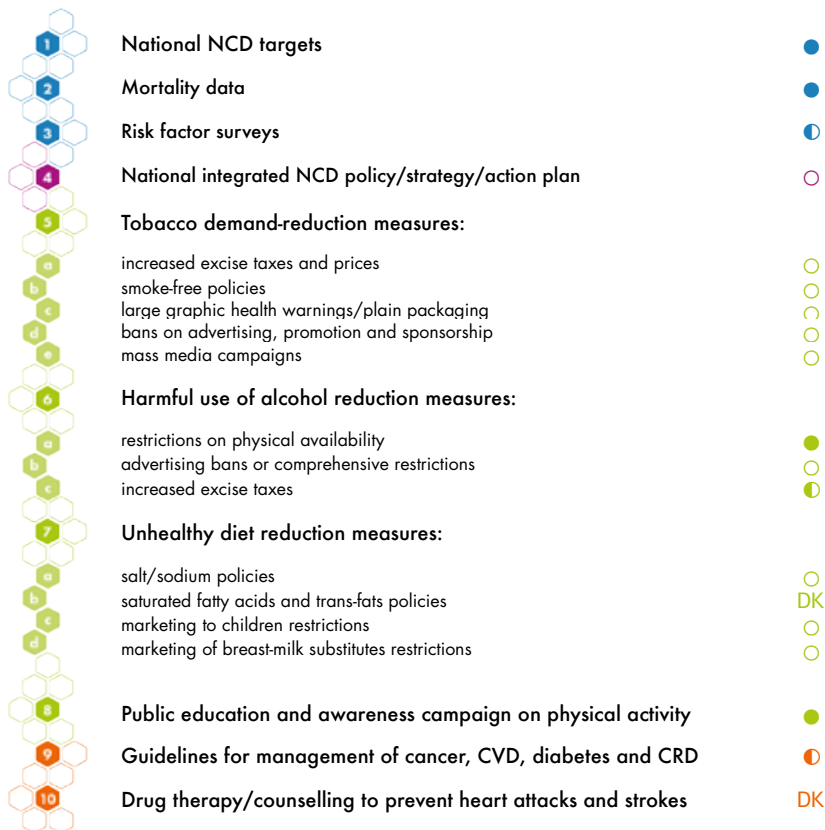 1 National NCD targets
2 Mortality data
3 Risk factor surveys
4 National integrated NCD policy/strategy/action plan
5 Tobacco demand-reduction measures:
a increased excise taxes and prices
b smoke-free policies
c large graphic health warnings/plain packaging
d bans on advertising, promotion and sponsorship
e mass media campaigns
6 Harmful use of alcohol reduction measures:
a restrictions on physical availability
b advertising bans or comprehensive restrictions
c increased excise taxes
7 Unhealthy diet reduction measures:
a salt/sodium policies
b saturated fatty acids and trans-fats policies DK
c marketing to children restrictions
d marketing of breast-milk substitutes restrictions
8 Public education and awareness campaign on physical activity
9 Guidelines for management of cancer, CVD, diabetes and CRD
10 Drug therapy/counselling to prevent heart attacks and strokes DK